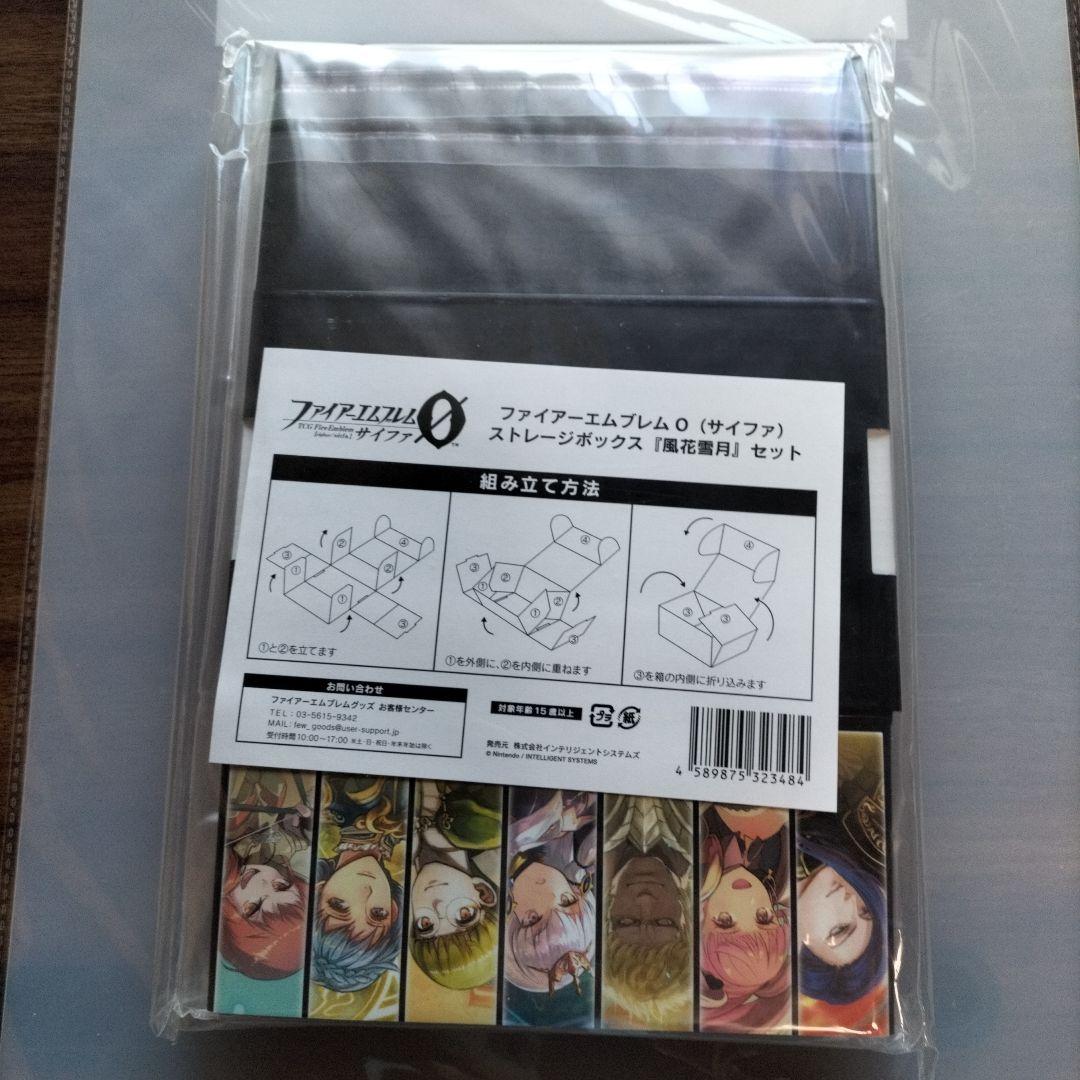 ファイアーエムブレム0
TCG Fire Emblem
サイファ
TM
ファイアーエムブレム0（サイファ）
ストレージボックス『風花雪月』セット
組み立て方法
③ ① ② ① ② ④ ③
①と②を立てます
③ ① ② ① ② ④ ③
①を外側に、②を内側に重ねます
④ ③ ③
③を箱の内側に折り込みます
お問い合わせ
ファイアーエムブレムグッズ お客様センター
TEL：03-5615-9342
MAIL：few_goods@user-support.jp
受付時間10:00～17:00 ※土・日・祝日・年末年始は除く
対象年齢15歳以上
プラ
紙
発売元 株式会社インテリジェントシステムズ
© Nintendo / INTELLIGENT SYSTEMS
4 589875 323484